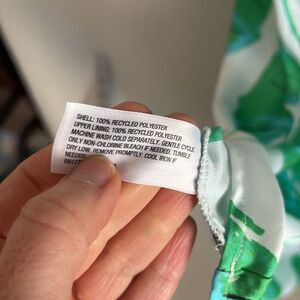 SHELL: 100% RECYCLED POLYESTER
UPPER LINING: 100% RECYCLED POLYESTER
MACHINE WASH COLD SEPARATELY. GENTLE CYCLE.
ONLY NON-CHLORINE BLEACH IF NEEDED. TUMBLE
DRY LOW, REMOVE PROMPTLY. COOL IRON IF
NEEDED.